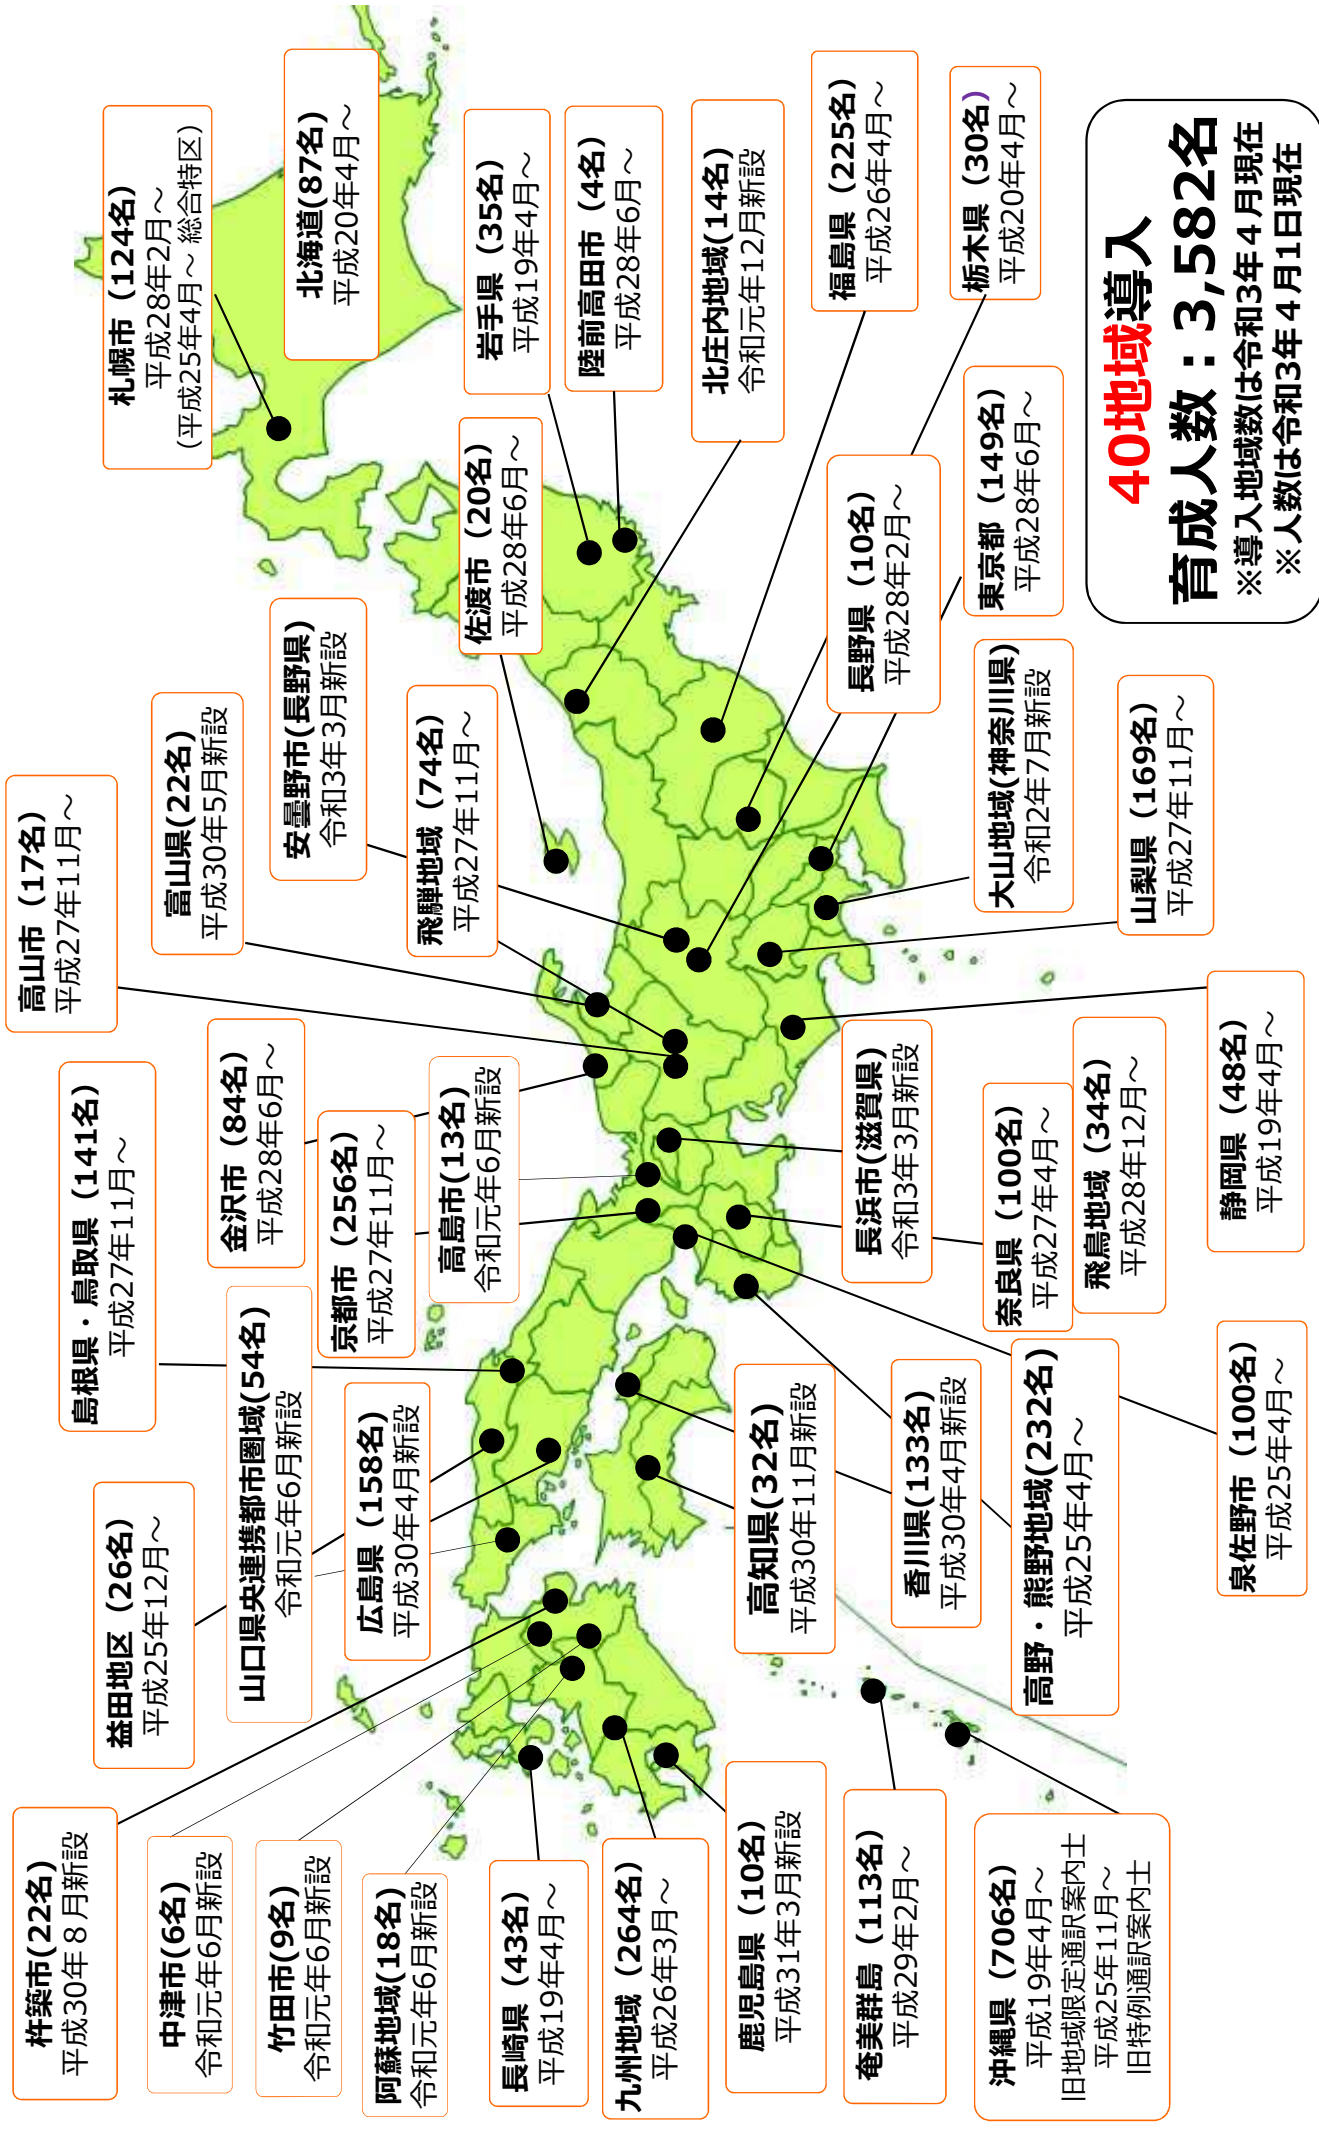 札幌市（124名）
平成28年2月～
（平成25年4月～ 総合特区）
北海道(87名)
平成20年4月～
岩手県（35名）
平成19年4月～
陸前高田市（4名）
平成28年6月～
北庄内地域(14名)
令和元年12月新設
福島県（225名）
平成26年4月～
栃木県（30名）
平成20年4月～
佐渡市（20名）
平成28年6月～
長野県（10名）
平成28年2月～
東京都（149名）
平成28年6月～
安曇野市(長野県)
令和3年3月新設
飛騨地域（74名）
平成27年11月～
富山県(22名)
平成30年5月新設
高山市（17名）
平成27年11月～
大山地域(神奈川県)
令和2年7月新設
山梨県（169名）
平成27年11月～
静岡県（48名）
平成19年4月～
金沢市（84名）
平成28年6月～
島根県・鳥取県（141名）
平成27年11月～
京都市（256名）
平成27年11月～
高島市(13名)
令和元年6月新設
長浜市(滋賀県)
令和3年3月新設
奈良県（100名）
平成27年4月～
飛鳥地域（34名）
平成28年12月～
益田地区（26名）
平成25年12月～
山口県央連携都市圏域(54名)
令和元年6月新設
広島県（158名）
平成30年4月新設
高知県(32名)
平成30年11月新設
香川県(133名)
平成30年4月新設
高野・熊野地域(232名)
平成25年4月～
泉佐野市（100名）
平成25年4月～
杵築市(22名)
平成30年８月新設
中津市(6名)
令和元年6月新設
竹田市(9名)
令和元年6月新設
阿蘇地域(18名)
令和元年6月新設
長崎県（43名）
平成19年4月～
九州地域（264名）
平成26年3月～
鹿児島県（10名）
平成31年3月新設
奄美群島（113名）
平成29年2月～
沖縄県（706名）
平成19年4月～
旧地域限定通訳案内士
平成25年11月～
旧特例通訳案内士
40地域導入
育成人数：3,582名
※導入地域数は令和3年４月現在
※人数は令和3年４月1日現在